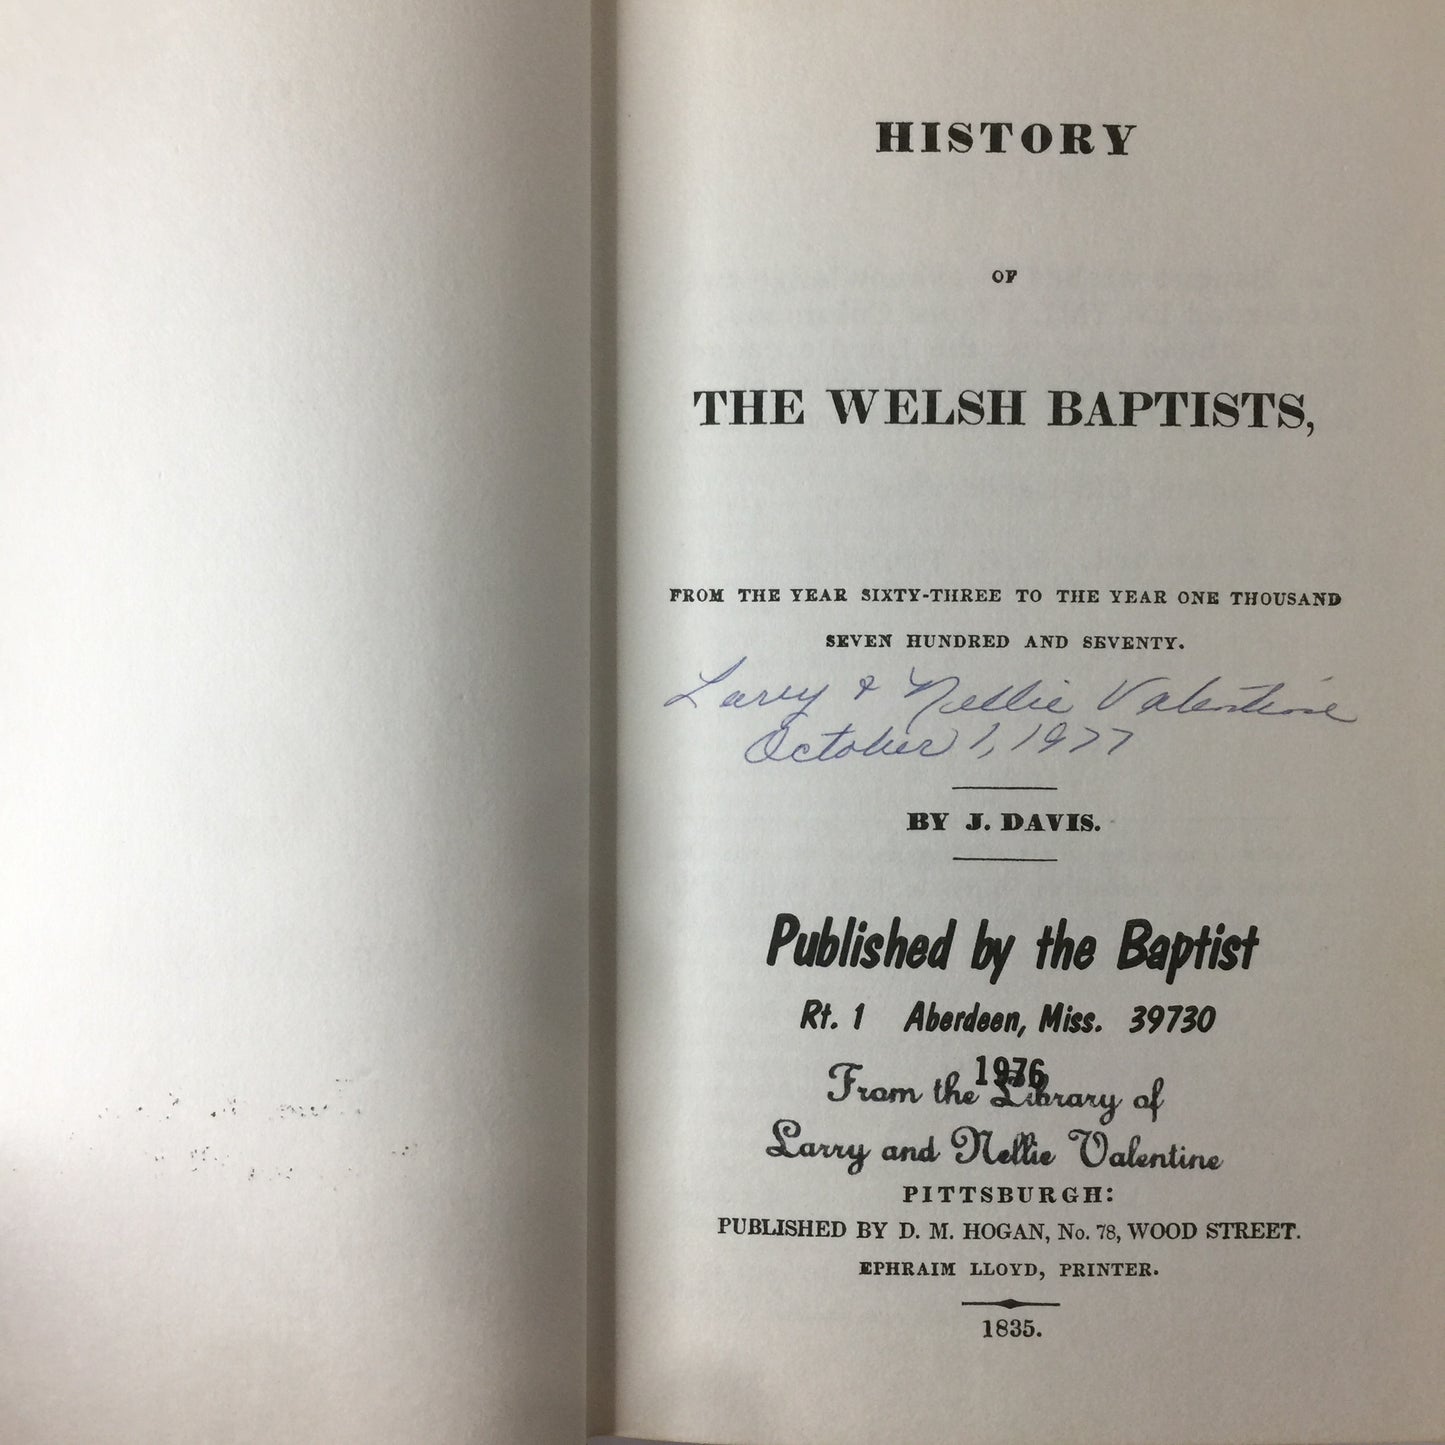 HISTORY
OF
THE WELSH BAPTISTS,
FROM THE YEAR SIXTY-THREE TO THE YEAR ONE THOUSAND
SEVEN HUNDRED AND SEVENTY.
Larry & Nellie Valentine
October 1, 1977
BY J. DAVIS.
Published by the Baptist
Rt. 1 Aberdeen, Miss. 39730
1976
From the Library of
Larry and Nellie Valentine
PITTSBURGH:
PUBLISHED BY D. M. HOGAN, No. 78, WOOD STREET.
EPHRAIM LLOYD, PRINTER.
1835.